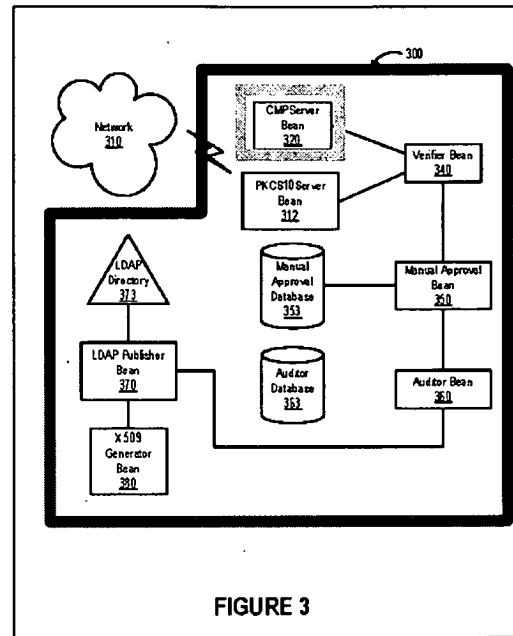 300
Network
310
CMPServer
Bean
320
PKCS10 Server
Bean
312
Verifier Bean
340
LDAP
Directory
373
Manual
Approval
Database
353
Manual Approval
Bean
350
LDAP Publisher
Bean
370
Auditor
Database
363
Auditor Bean
360
X509
Generator
Bean
380
FIGURE 3